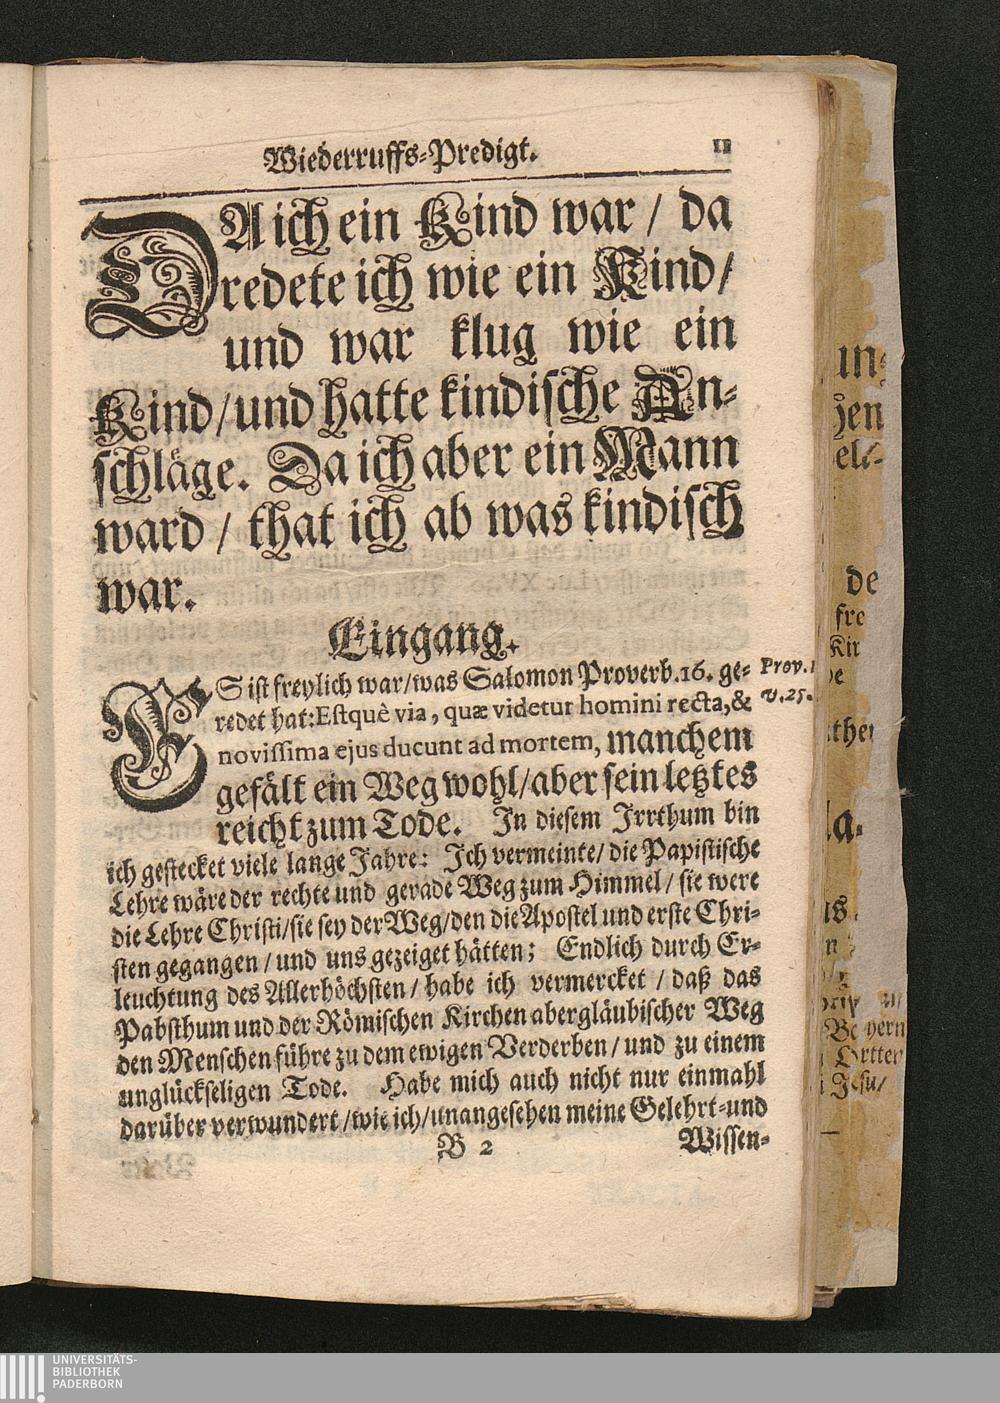 Wiederruffs-Predigt. 11
DA ich ein Kind war / da
redete ich wie ein Kind /
und war klug wie ein
Kind / und hatte kindische An-
schläge. Da ich aber ein Mann
ward / that ich ab was kindisch
war.
Eingang.
ES ist freylich war / was Salomon Proverb. 16. ge-
redet hat: Estquè via, quæ videtur homini recta, &
novissima ejus ducunt ad mortem, manchem
gefält ein Weg wohl / aber sein letztes
reicht zum Tode. In diesem Irrthum bin
ich gestecket viele lange Jahre: Ich vermeinte / die Papistische
Lehre wäre der rechte und gerade Weg zum Himmel / sie were
die Lehre Christi / sie sey der Weg / den die Apostel und erste Chri-
sten gegangen / und uns gezeiget hätten; Endlich durch Er-
leuchtung des Allerhöchsten / habe ich vermercket / daß das
Pabsthum und der Römischen Kirchen abergläubischer Weg
den Menschen führe zu dem ewigen Verderben / und zu einem
unglückseligen Tode. Habe mich auch nicht nur einmahl
darüber verwundert / wie ich / unangesehen meine Gelehrt- und
B 2 Wissen-
Prov. 1
v. 25.
UNIVERSITÄTS-
BIBLIOTHEK
PADERBORN